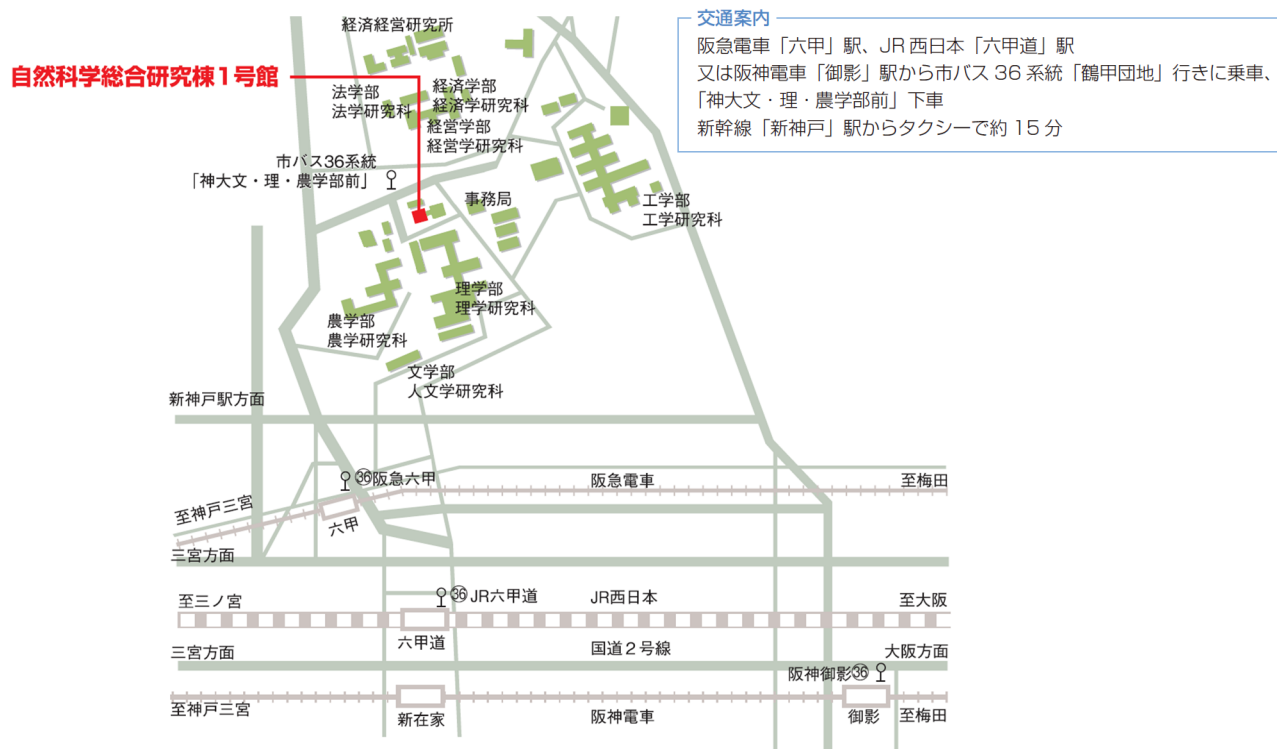 経済経営研究所
交通案内
阪急電車「六甲」駅、JR西日本「六甲道」駅
又は阪神電車「御影」駅から市バス36系統「鶴甲団地」行きに乗車、
「神大文・理・農学部前」下車
新幹線「新神戸」駅からタクシーで約15分
自然科学総合研究棟1号館
法学部
法学研究科
経済学部
経済学研究科
経営学部
経営学研究科
市バス36系統
「神大文・理・農学部前」
事務局
工学部
工学研究科
理学部
理学研究科
農学部
農学研究科
文学部
人文学研究科
新神戸駅方面
㊱阪急六甲
阪急電車
至梅田
至神戸三宮
六甲
三宮方面
㊱JR六甲道
至三ノ宮
JR西日本
至大阪
六甲道
三宮方面
国道2号線
大阪方面
阪神御影㊱
至神戸三宮
新在家
阪神電車
御影
至梅田